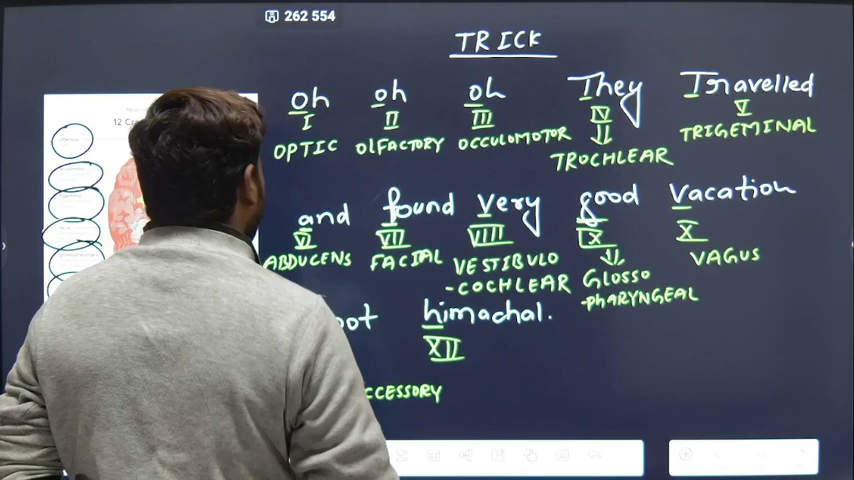 262 554
TRICK
oh oh oh They Travelled
I II III IV V
OPTIC OLFACTORY OCCULOMOTOR TROCHLEAR TRIGEMINAL
and found very good vacation
VI VII VIII IX X
ABDUCENS FACIAL VESTIBULO -COCHLEAR GLOSSO -PHARYNGEAL VAGUS
himachal.
XII
CCESSORY